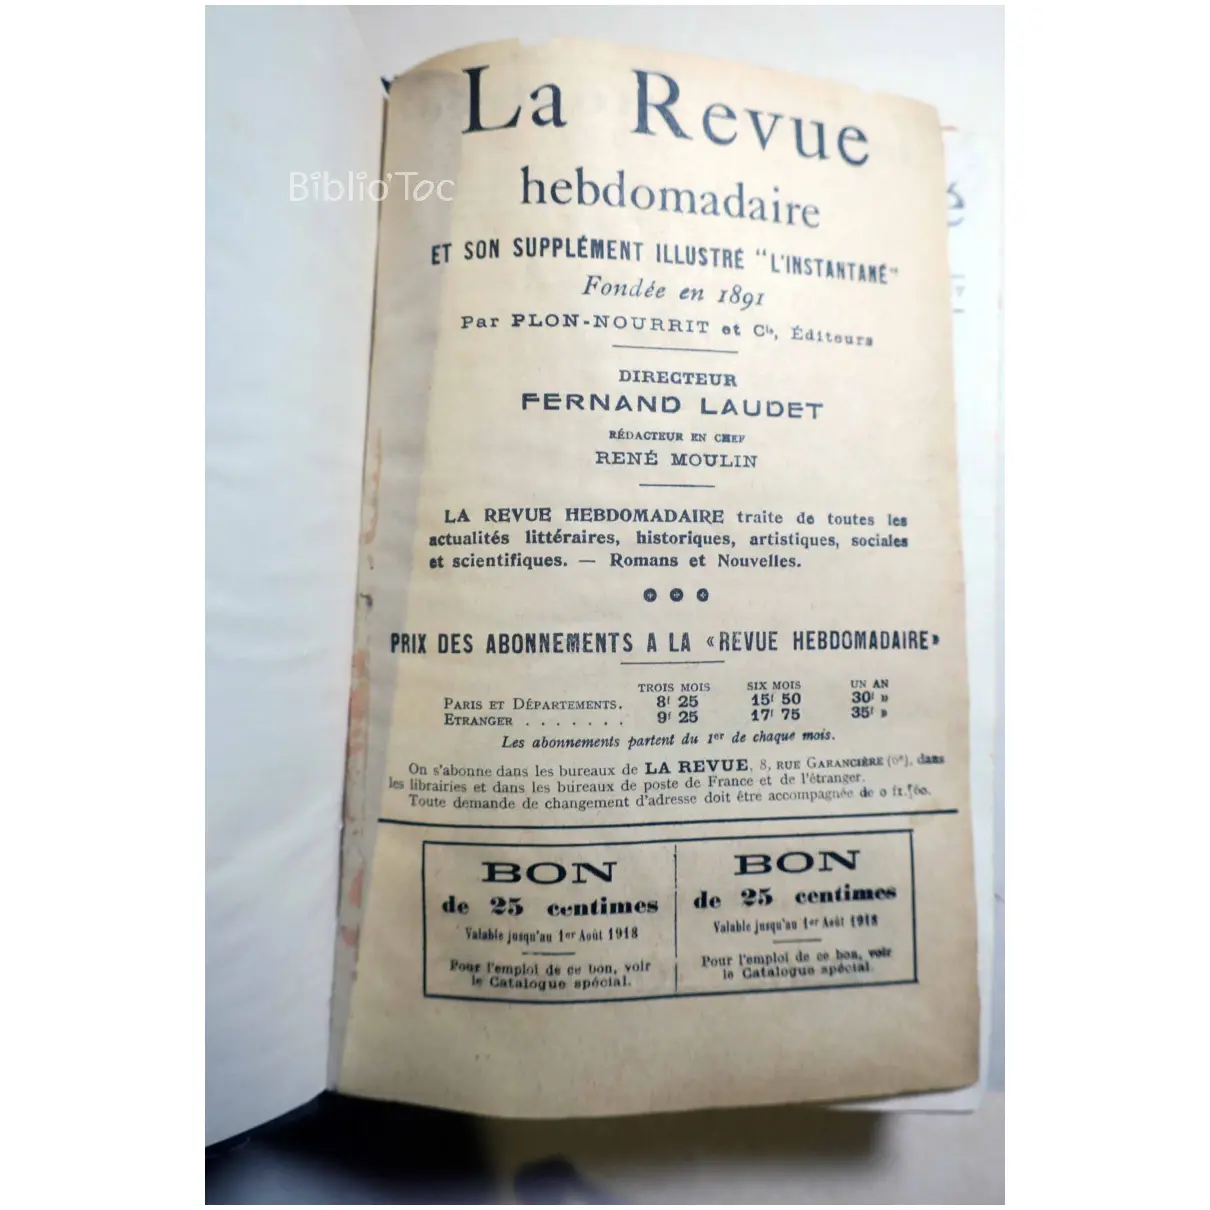 La Revue
hebdomadaire
Biblio'Toc
é
ET SON SUPPLÉMENT ILLUSTRÉ "L'INSTANTANÉ"
Fondée en 1891
Par PLON-NOURRIT et Cie, Éditeurs
DIRECTEUR
FERNAND LAUDET
RÉDACTEUR EN CHEF
RENÉ MOULIN
LA REVUE HEBDOMADAIRE traite de toutes les
actualités littéraires, historiques, artistiques, sociales
et scientifiques. — Romans et Nouvelles.
PRIX DES ABONNEMENTS A LA «REVUE HEBDOMADAIRE»
TROIS MOIS SIX MOIS UN AN
PARIS ET DÉPARTEMENTS. 8f 25 15f 50 30f »
ETRANGER . . . . . . . 9f 25 17f 75 35f »
Les abonnements partent du 1er de chaque mois.
On s'abonne dans les bureaux de LA REVUE, 8, RUE GARANCIÈRE (6e), dans
les librairies et dans les bureaux de poste de France et de l'étranger.
Toute demande de changement d'adresse doit être accompagnée de 0 fr. 60.
BON
de 25 centimes
Valable jusqu'au 1er Août 1918
Pour l'emploi de ce bon, voir
le Catalogue spécial.
BON
de 25 centimes
Valable jusqu'au 1er Août 1918
Pour l'emploi de ce bon, voir
le Catalogue spécial.